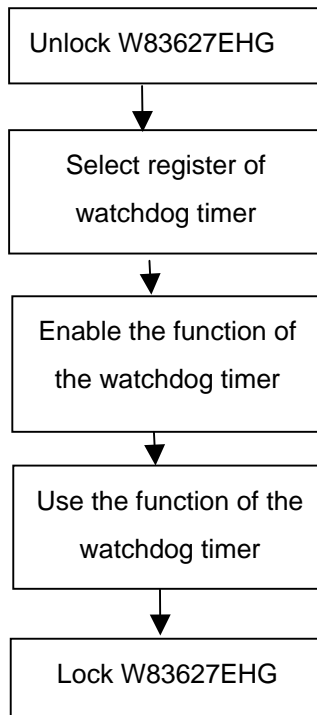 Unlock W83627EHG
Select register of
watchdog timer
Enable the function of
the watchdog timer
Use the function of the
watchdog timer
Lock W83627EHG